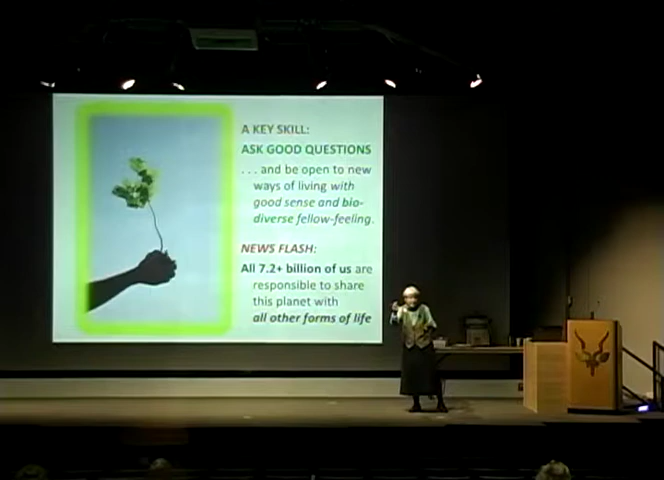 A KEY SKILL:
ASK GOOD QUESTIONS
. . . and be open to new
ways of living with
good sense and bio-
diverse fellow-feeling.
NEWS FLASH:
All 7.2+ billion of us are
responsible to share
this planet with
all other forms of life